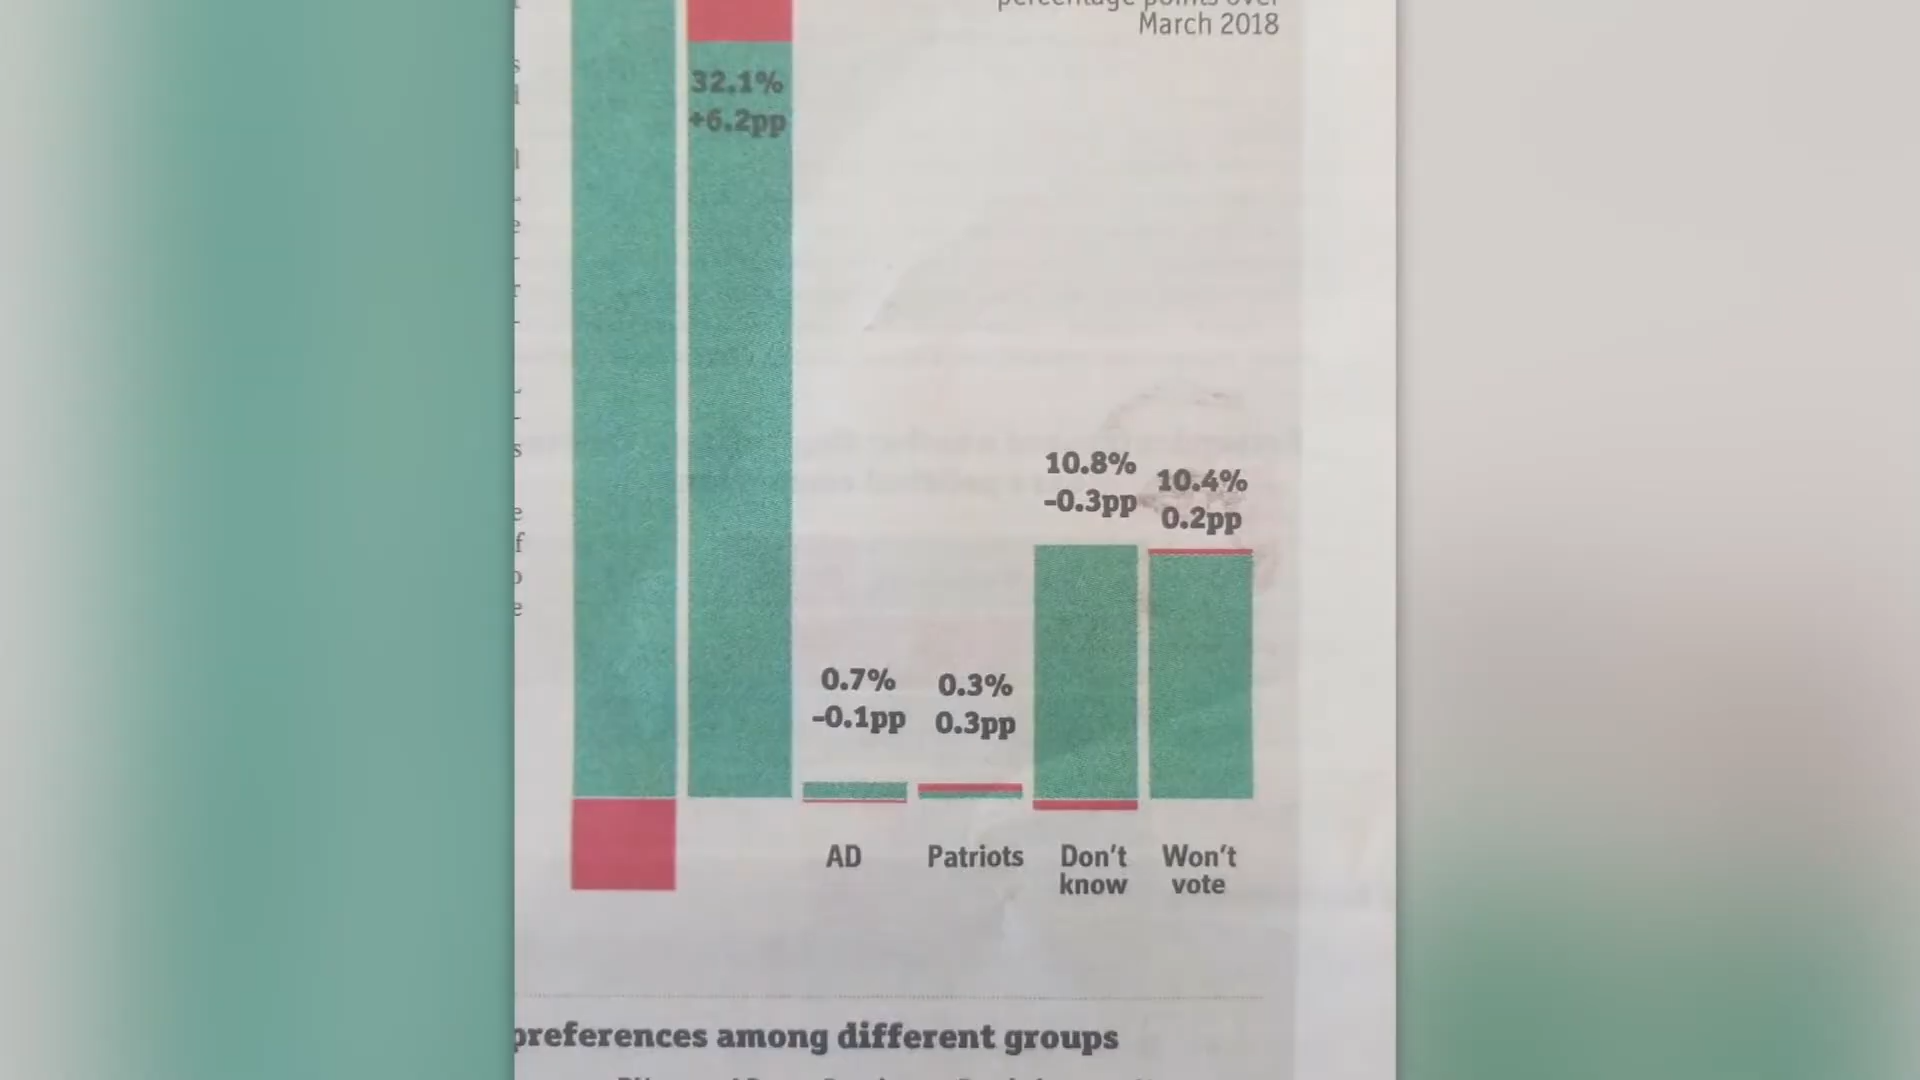 March 2018
32.1%
+6.2pp
10.8%
-0.3pp
10.4%
0.2pp
0.7%
-0.1pp
0.3%
0.3pp
AD
Patriots
Don't
know
Won't
vote
preferences among different groups